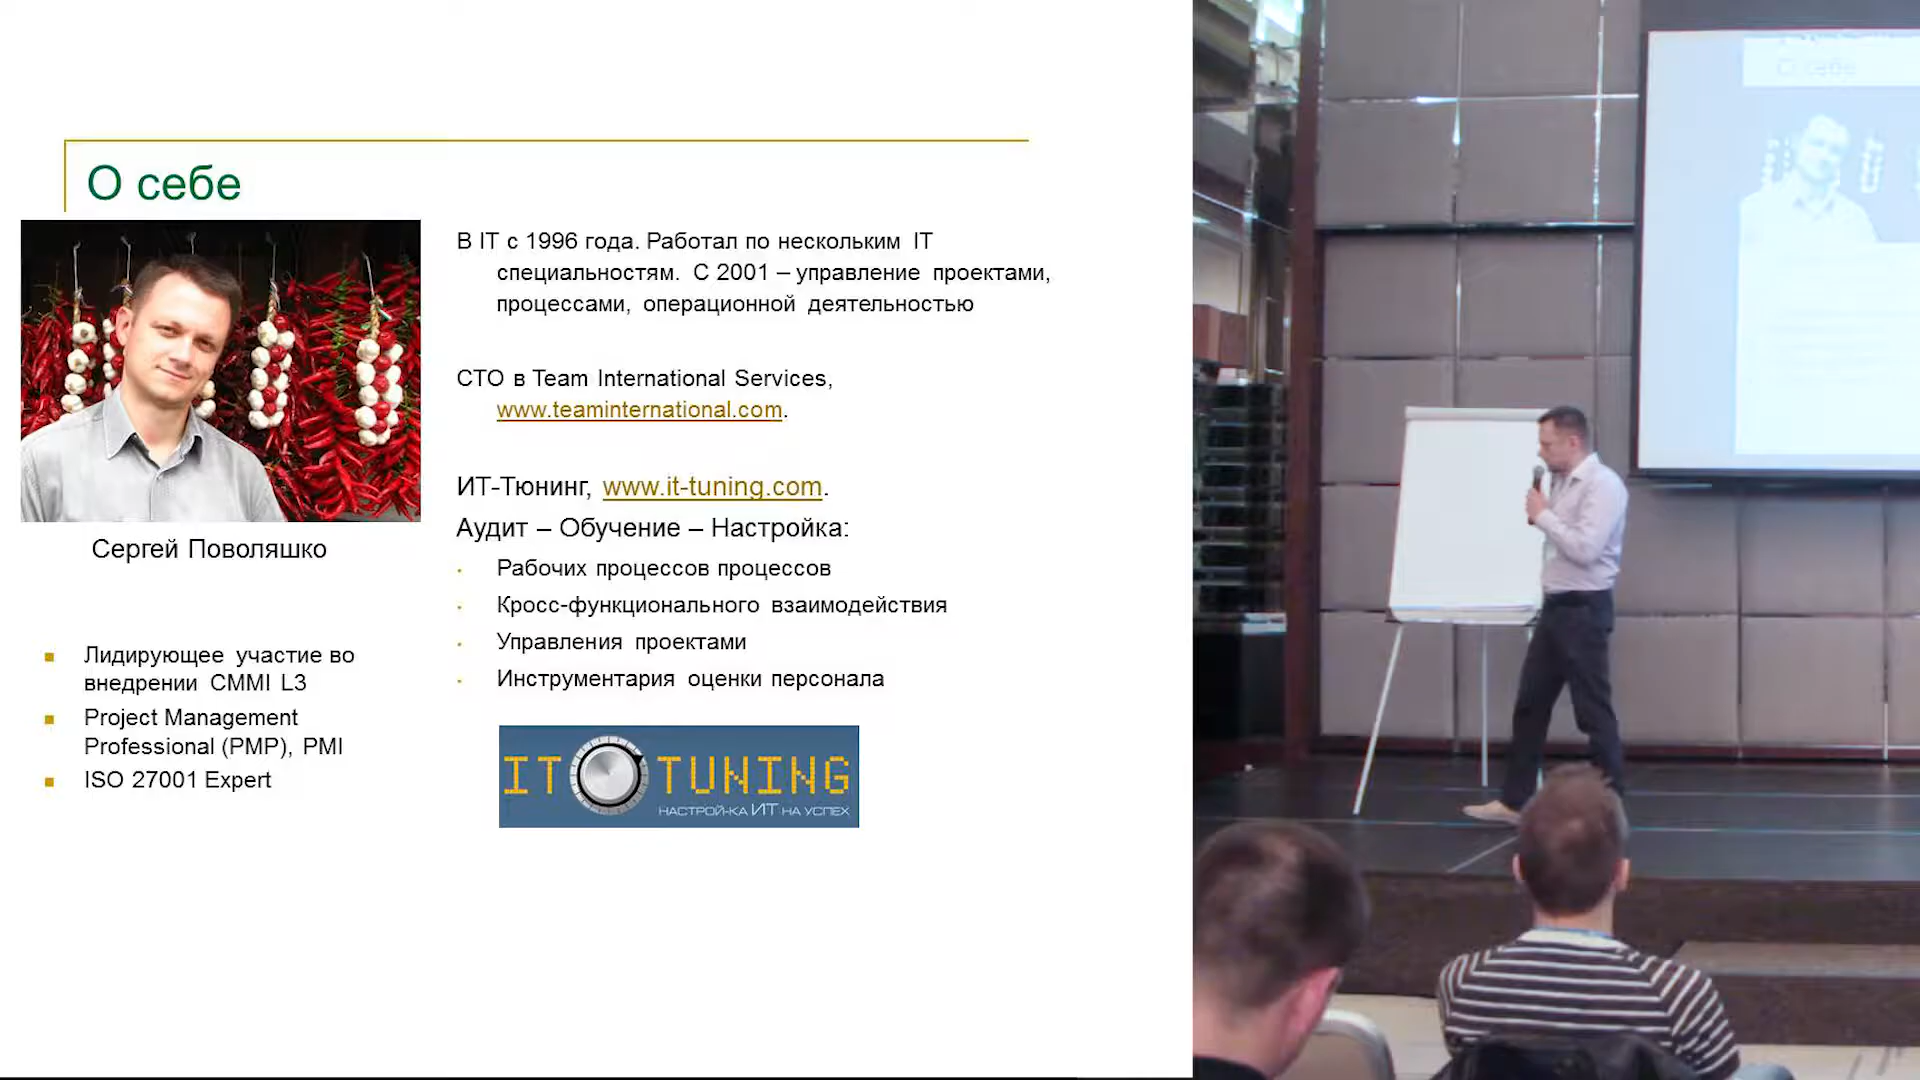 О себе
В IT с 1996 года. Работал по нескольким IT
специальностям. С 2001 – управление проектами,
процессами, операционной деятельностью
CTO в Team International Services,
www.teaminternational.com.
ИТ-Тюнинг, www.it-tuning.com.
Аудит – Обучение – Настройка:
Рабочих процессов процессов
Кросс-функционального взаимодействия
Управления проектами
Инструментария оценки персонала
IT TUNING
НАСТРОЙ-КА ИТ НА УСПЕХ
Сергей Поволяшко
Лидирующее участие во
внедрении CMMI L3
Project Management
Professional (PMP), PMI
ISO 27001 Expert
О себе